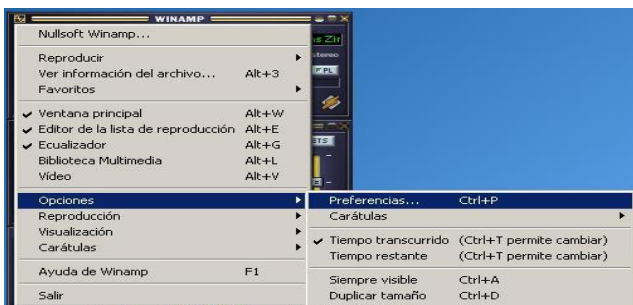 WINAMP
Nullsoft Winamp...
Reproducir
Ver información del archivo... Alt+3
Favoritos
Ventana principal Alt+W
Editor de la lista de reproducción Alt+E
Ecualizador Alt+G
Biblioteca Multimedia Alt+L
Vídeo Alt+V
Opciones
Reproducción
Visualización
Carátulas
Ayuda de Winamp F1
Salir
stereo
PL
Preferencias... Ctrl+P
Carátulas
Tiempo transcurrido (Ctrl+T permite cambiar)
Tiempo restante (Ctrl+T permite cambiar)
Siempre visible Ctrl+A
Duplicar tamaño Ctrl+D